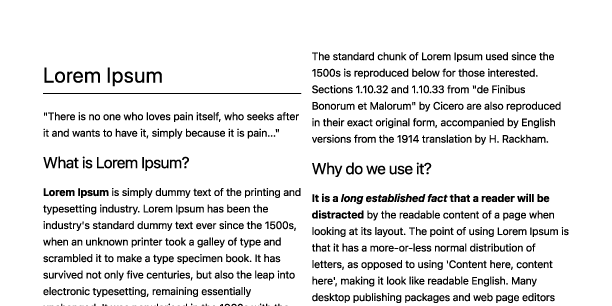 Lorem Ipsum
"There is no one who loves pain itself, who seeks after
it and wants to have it, simply because it is pain..."
What is Lorem Ipsum?
Lorem Ipsum is simply dummy text of the printing and
typesetting industry. Lorem Ipsum has been the
industry's standard dummy text ever since the 1500s,
when an unknown printer took a galley of type and
scrambled it to make a type specimen book. It has
survived not only five centuries, but also the leap into
electronic typesetting, remaining essentially
unchanged. It was popularised in the 1960s with the
The standard chunk of Lorem Ipsum used since the
1500s is reproduced below for those interested.
Sections 1.10.32 and 1.10.33 from "de Finibus
Bonorum et Malorum" by Cicero are also reproduced
in their exact original form, accompanied by English
versions from the 1914 translation by H. Rackham.
Why do we use it?
It is a long established fact that a reader will be
distracted by the readable content of a page when
looking at its layout. The point of using Lorem Ipsum is
that it has a more-or-less normal distribution of
letters, as opposed to using 'Content here, content
here', making it look like readable English. Many
desktop publishing packages and web page editors